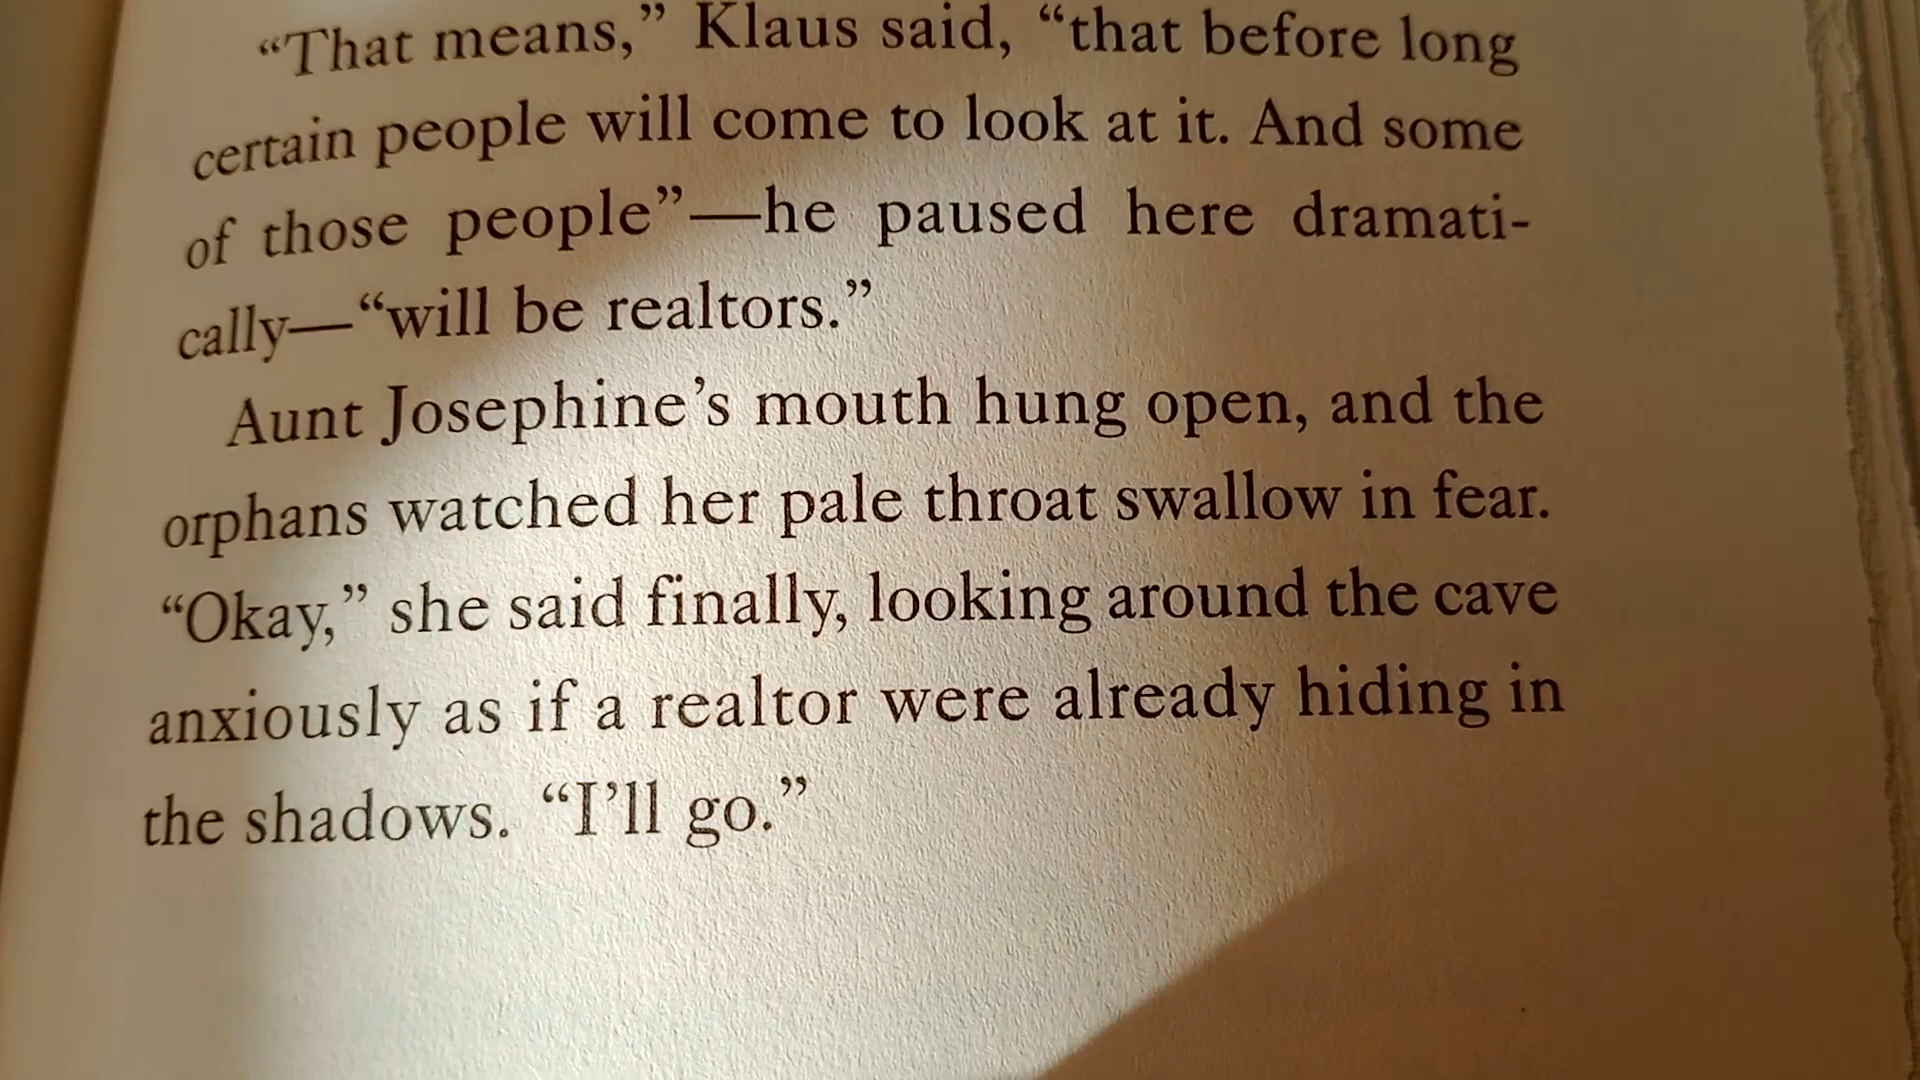 “That means,” Klaus said, “that before long
certain people will come to look at it. And some
of those people”—he paused here dramati-
cally—“will be realtors.”
Aunt Josephine’s mouth hung open, and the
orphans watched her pale throat swallow in fear.
“Okay,” she said finally, looking around the cave
anxiously as if a realtor were already hiding in
the shadows. “I’ll go.”